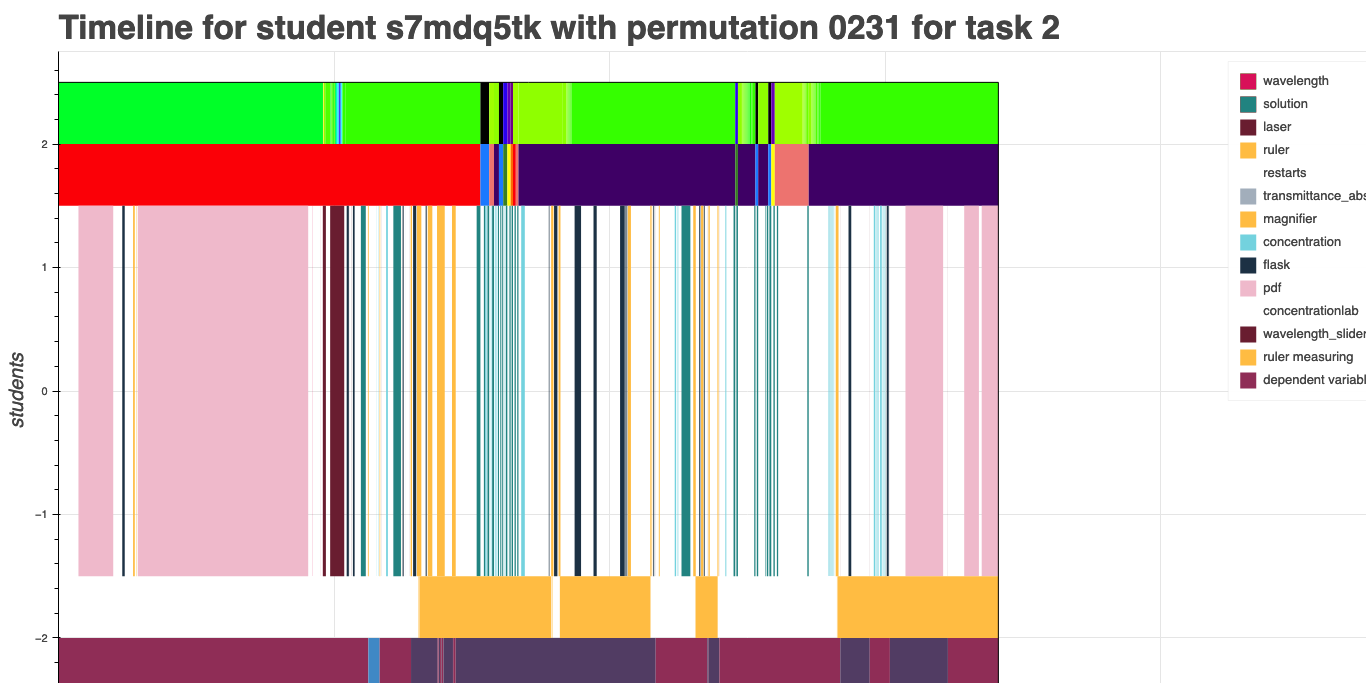 Timeline for student s7mdq5tk with permutation 0231 for task 2
2
1
0
−1
−2
students
wavelength
solution
laser
ruler
restarts
transmittance_abs
magnifier
concentration
flask
pdf
concentrationlab
wavelength_slider
ruler measuring
dependent variabl